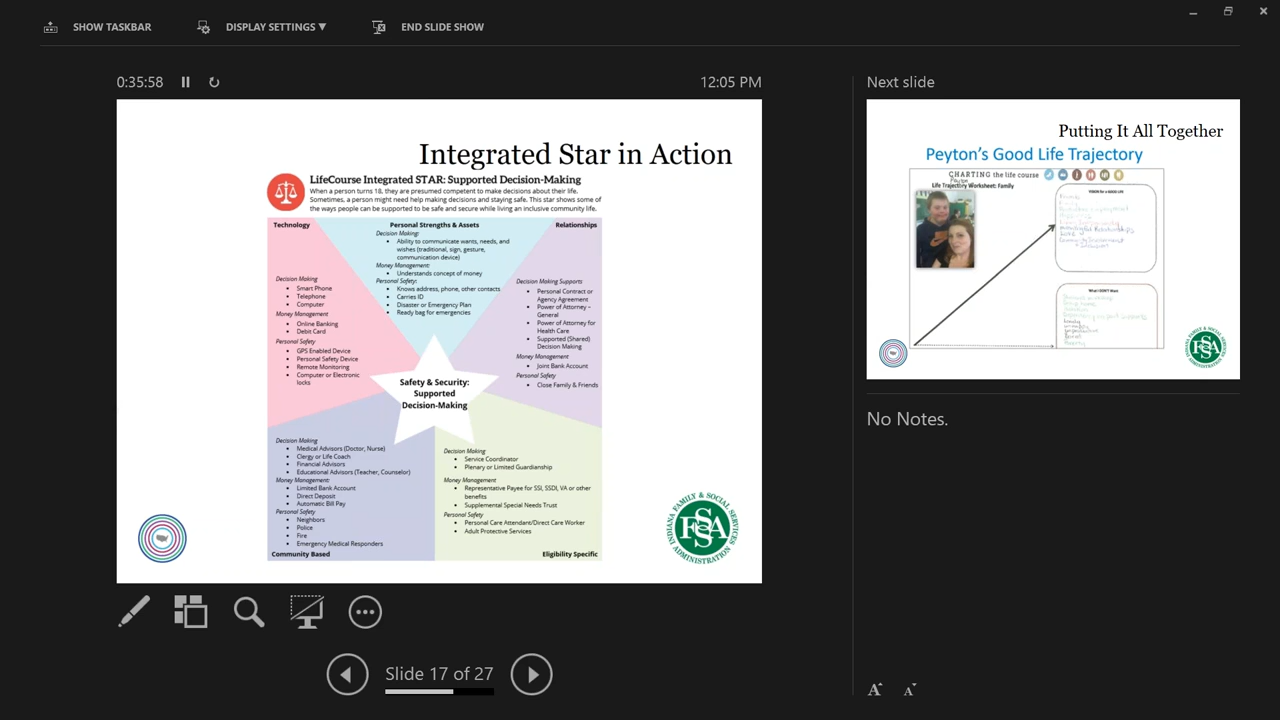 SHOW TASKBAR
DISPLAY SETTINGS ▼
END SLIDE SHOW
0:35:58
12:05 PM
Integrated Star in Action
LifeCourse Integrated STAR: Supported Decision-Making
When a person turns 18, they are presumed competent to make decisions about their life.
Sometimes, a person might need help making decisions and staying safe. This star shows some of
the ways people can be supported to be safe and secure while living an inclusive community life.
Technology
Decision Making
• Smart Phone
• Telephone
• Computer
Money Management
• Online Banking
• Debit Card
Personal Safety
• GPS Enabled Device
• Personal Safety Device
• Remote Monitoring
• Computer or Electronic
locks
Personal Strengths & Assets
Decision Making:
• Ability to communicate wants, needs, and
wishes (traditional, sign, gesture,
communication device)
Money Management:
• Understands concept of money
Personal Safety:
• Knows address, phone, other contacts
• Carries ID
• Disaster or Emergency Plan
• Ready bag for emergencies
Relationships
Decision Making Supports
• Personal Contract or
Agency Agreement
• Power of Attorney –
General
• Power of Attorney for
Health Care
• Supported (Shared)
Decision Making
Money Management
• Joint Bank Account
Personal Safety
• Close Family & Friends
Safety & Security:
Supported
Decision-Making
Decision Making
• Medical Advisors (Doctor, Nurse)
• Clergy or Life Coach
• Financial Advisors
• Educational Advisors (Teacher, Counselor)
Money Management:
• Limited Bank Account
• Direct Deposit
• Automatic Bill Pay
Personal Safety
• Neighbors
• Police
• Fire
• Emergency Medical Responders
Community Based
Decision Making:
• Service Coordinator
• Plenary or Limited Guardianship
Money Management
• Representative Payee for SSI, SSDI, VA or other
benefits
• Supplemental Special Needs Trust
Personal Safety
• Personal Care Attendant/Direct Care Worker
• Adult Protective Services
Eligibility Specific
INDIANA FAMILY & SOCIAL SERVICES ADMINISTRATION
FSSA
Slide 17 of 27
Next slide
Putting It All Together
Peyton's Good Life Trajectory
CHARTING the life course
Life Trajectory Worksheet: Family
VISION for a GOOD LIFE
What I DON'T Want
FSSA
No Notes.
A
A